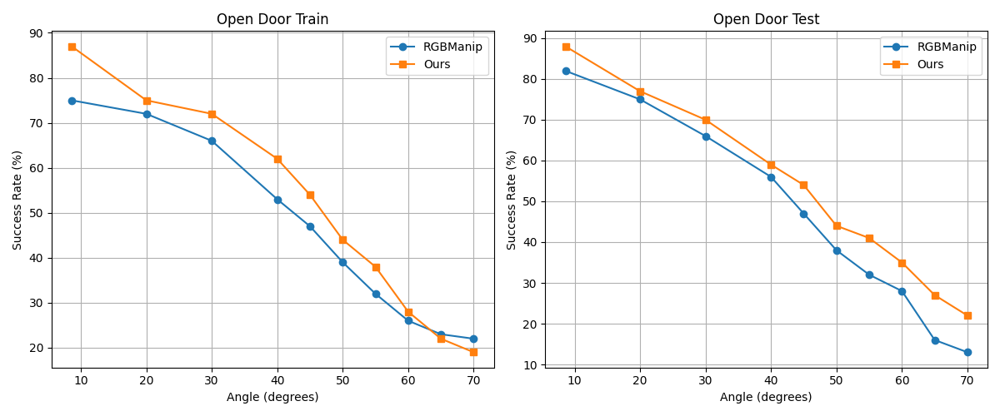 Open Door Train
90
80
70
60
50
40
30
20
10 20 30 40 50 60 70
Success Rate (%)
Angle (degrees)
RGBManip
Ours
Open Door Test
90
80
70
60
50
40
30
20
10
10 20 30 40 50 60 70
Success Rate (%)
Angle (degrees)
RGBManip
Ours